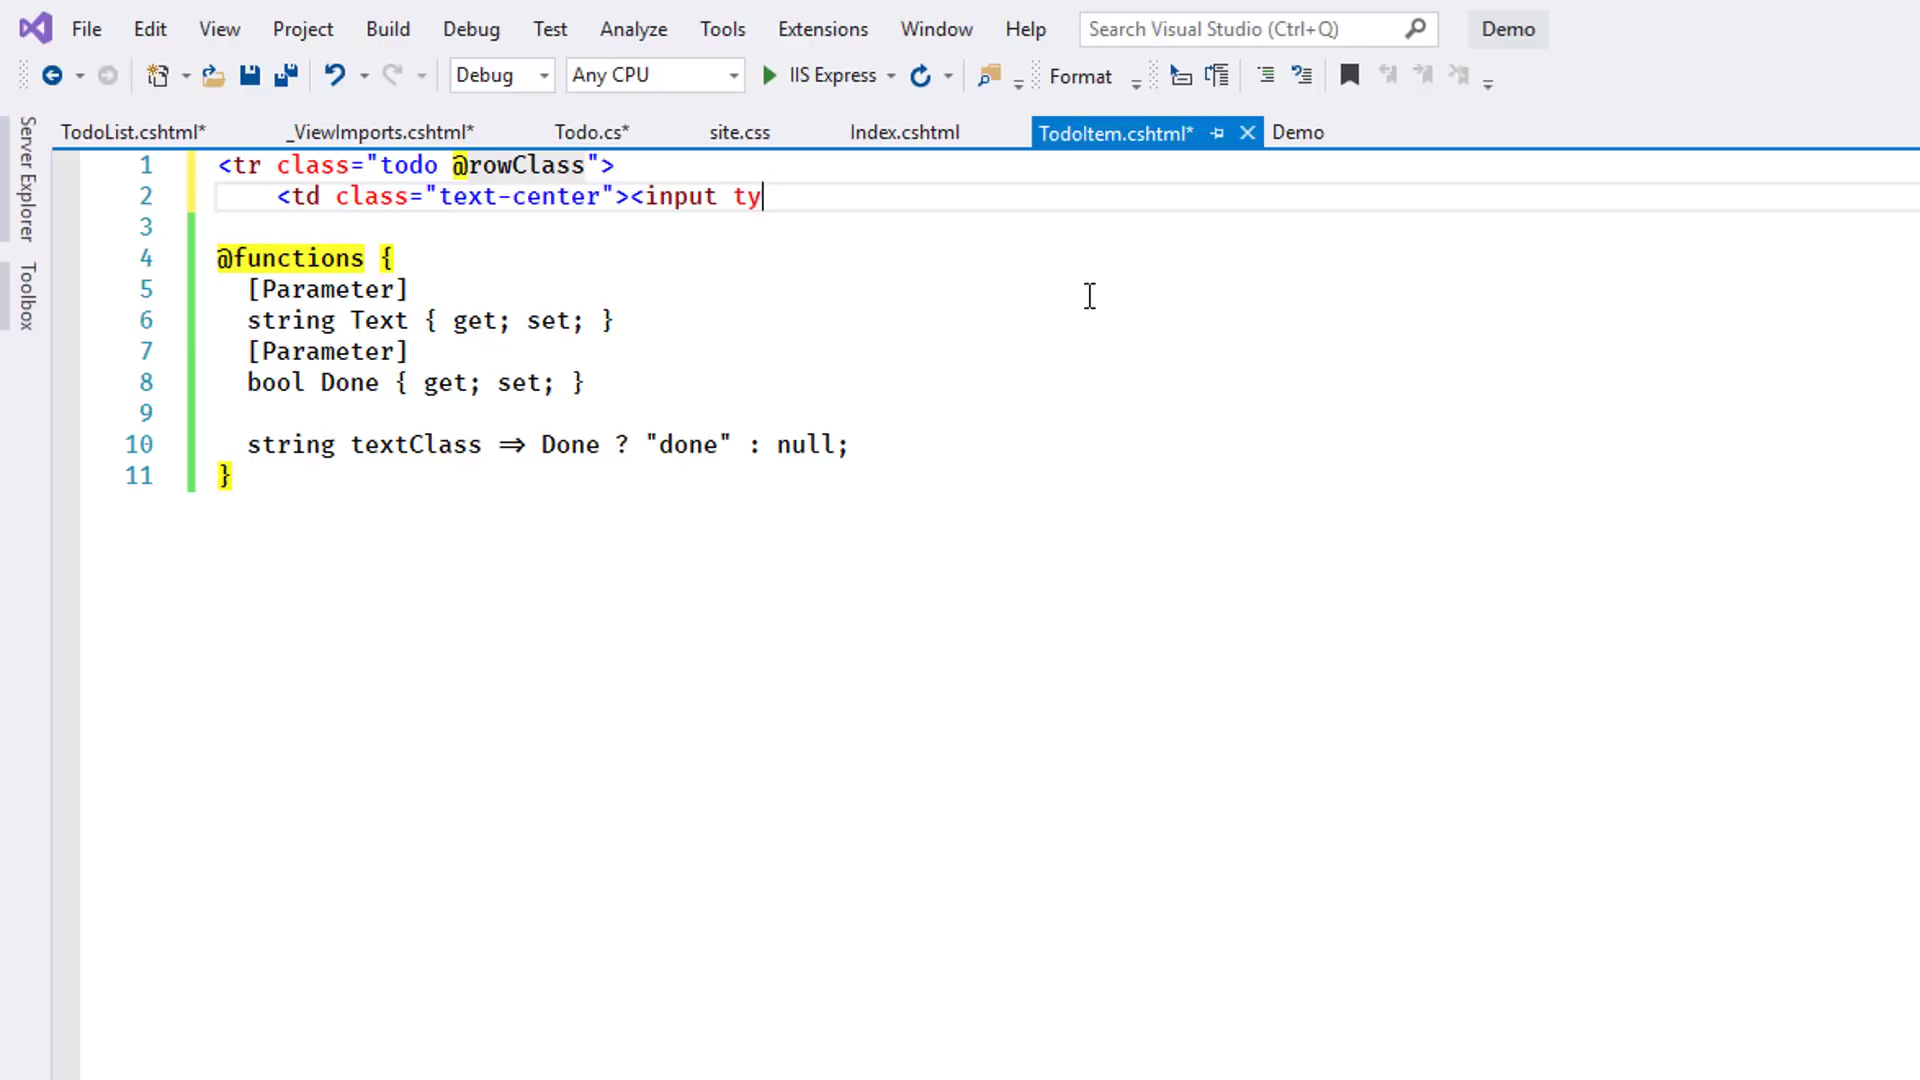 File Edit View Project Build Debug Test Analyze Tools Extensions Window Help Search Visual Studio (Ctrl+Q) Demo
Debug Any CPU IIS Express Format
TodoList.cshtml* _ViewImports.cshtml* Todo.cs* site.css Index.cshtml TodoItem.cshtml* Demo
Server Explorer
Toolbox
1 <tr class="todo @rowClass">
2 <td class="text-center"><input ty
3
4 @functions {
5 [Parameter]
6 string Text { get; set; }
7 [Parameter]
8 bool Done { get; set; }
9
10 string textClass => Done ? "done" : null;
11 }